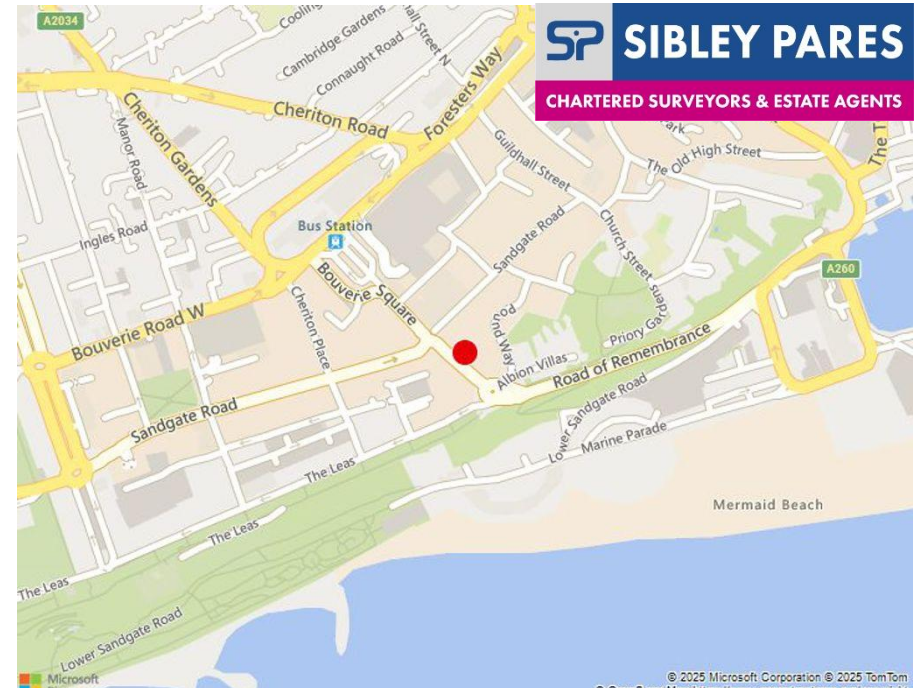 A2034
SP SIBLEY PARES
CHARTERED SURVEYORS & ESTATE AGENTS
Cambridge Gardens
Connaught Road
Street N
Foresters Way
Cheriton Road
Cheriton Gardens
Manor Road
Ingles Road
Guildhall Street
Park
The Old High Street
Church Street
Bus Station
Sandgate Road
A260
Bouverie Square
Bouverie Road W
Cheriton Place
Pound Way
Priory Gardens
Albion Villas
Road of Remembrance
Sandgate Road
Lower Sandgate Road
Marine Parade
The Leas
Mermaid Beach
The Leas
The Leas
Lower Sandgate Road
Microsoft
© 2025 Microsoft Corporation © 2025 TomTom